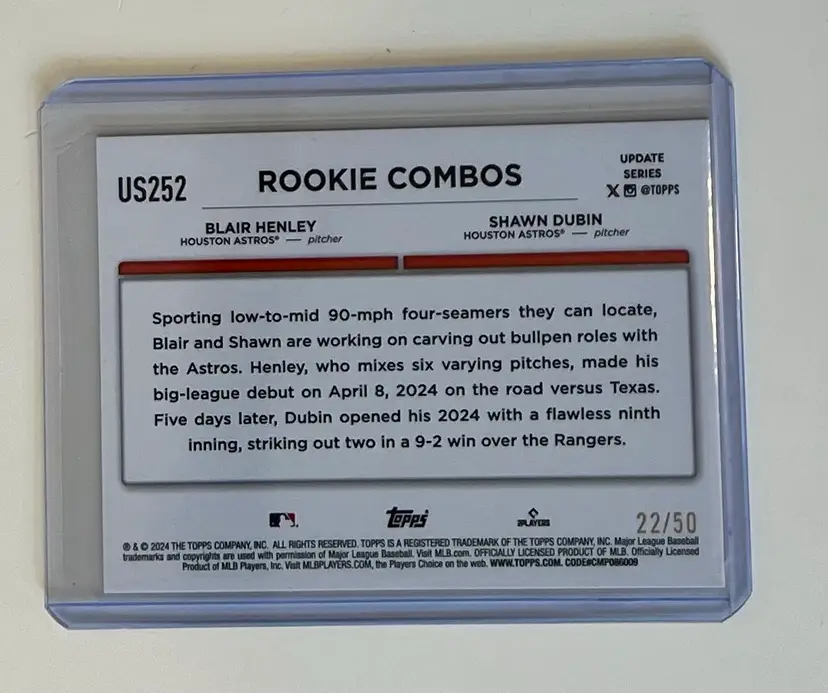 US252
ROOKIE COMBOS
UPDATE
SERIES
X @TOPPS
BLAIR HENLEY
HOUSTON ASTROS® — pitcher
SHAWN DUBIN
HOUSTON ASTROS® — pitcher
Sporting low-to-mid 90-mph four-seamers they can locate,
Blair and Shawn are working on carving out bullpen roles with
the Astros. Henley, who mixes six varying pitches, made his
big-league debut on April 8, 2024 on the road versus Texas.
Five days later, Dubin opened his 2024 with a flawless ninth
inning, striking out two in a 9-2 win over the Rangers.
Topps
PLAYERS
22/50
® & © 2024 THE TOPPS COMPANY, INC. ALL RIGHTS RESERVED. TOPPS IS A REGISTERED TRADEMARK OF THE TOPPS COMPANY, INC. Major League Baseball
trademarks and copyrights are used with permission of Major League Baseball. Visit MLB.com. OFFICIALLY LICENSED PRODUCT OF MLB. Officially Licensed
Product of MLB Players, Inc. Visit MLBPLAYERS.COM, the Players Choice on the web. WWW.TOPPS.COM. CODE#CMP086009